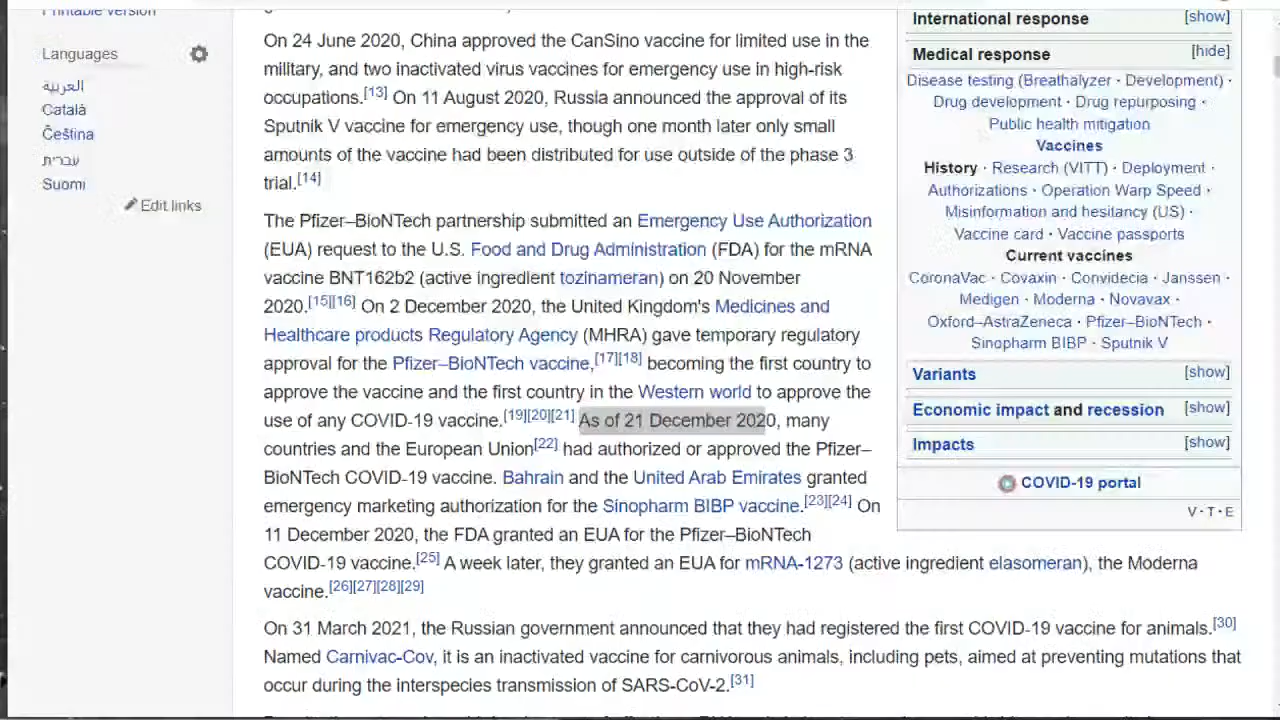 Printable version
Languages
العربية
Català
Čeština
עברית
Suomi
Edit links
On 24 June 2020, China approved the CanSino vaccine for limited use in the
military, and two inactivated virus vaccines for emergency use in high-risk
occupations.[13] On 11 August 2020, Russia announced the approval of its
Sputnik V vaccine for emergency use, though one month later only small
amounts of the vaccine had been distributed for use outside of the phase 3
trial.[14]
The Pfizer–BioNTech partnership submitted an Emergency Use Authorization
(EUA) request to the U.S. Food and Drug Administration (FDA) for the mRNA
vaccine BNT162b2 (active ingredient tozinameran) on 20 November
2020.[15][16] On 2 December 2020, the United Kingdom's Medicines and
Healthcare products Regulatory Agency (MHRA) gave temporary regulatory
approval for the Pfizer–BioNTech vaccine,[17][18] becoming the first country to
approve the vaccine and the first country in the Western world to approve the
use of any COVID-19 vaccine.[19][20][21] As of 21 December 2020, many
countries and the European Union[22] had authorized or approved the Pfizer–
BioNTech COVID-19 vaccine. Bahrain and the United Arab Emirates granted
emergency marketing authorization for the Sinopharm BIBP vaccine.[23][24] On
11 December 2020, the FDA granted an EUA for the Pfizer–BioNTech
COVID-19 vaccine.[25] A week later, they granted an EUA for mRNA-1273 (active ingredient elasomeran), the Moderna
vaccine.[26][27][28][29]
On 31 March 2021, the Russian government announced that they had registered the first COVID-19 vaccine for animals.[30]
Named Carnivac-Cov, it is an inactivated vaccine for carnivorous animals, including pets, aimed at preventing mutations that
occur during the interspecies transmission of SARS-CoV-2.[31]
International response [show]
Medical response [hide]
Disease testing (Breathalyzer · Development) ·
Drug development · Drug repurposing ·
Public health mitigation
Vaccines
History · Research (VITT) · Deployment ·
Authorizations · Operation Warp Speed ·
Misinformation and hesitancy (US) ·
Vaccine card · Vaccine passports
Current vaccines
CoronaVac · Covaxin · Convidecia · Janssen ·
Medigen · Moderna · Novavax ·
Oxford–AstraZeneca · Pfizer–BioNTech ·
Sinopharm BIBP · Sputnik V
Variants [show]
Economic impact and recession [show]
Impacts [show]
COVID-19 portal
V · T · E